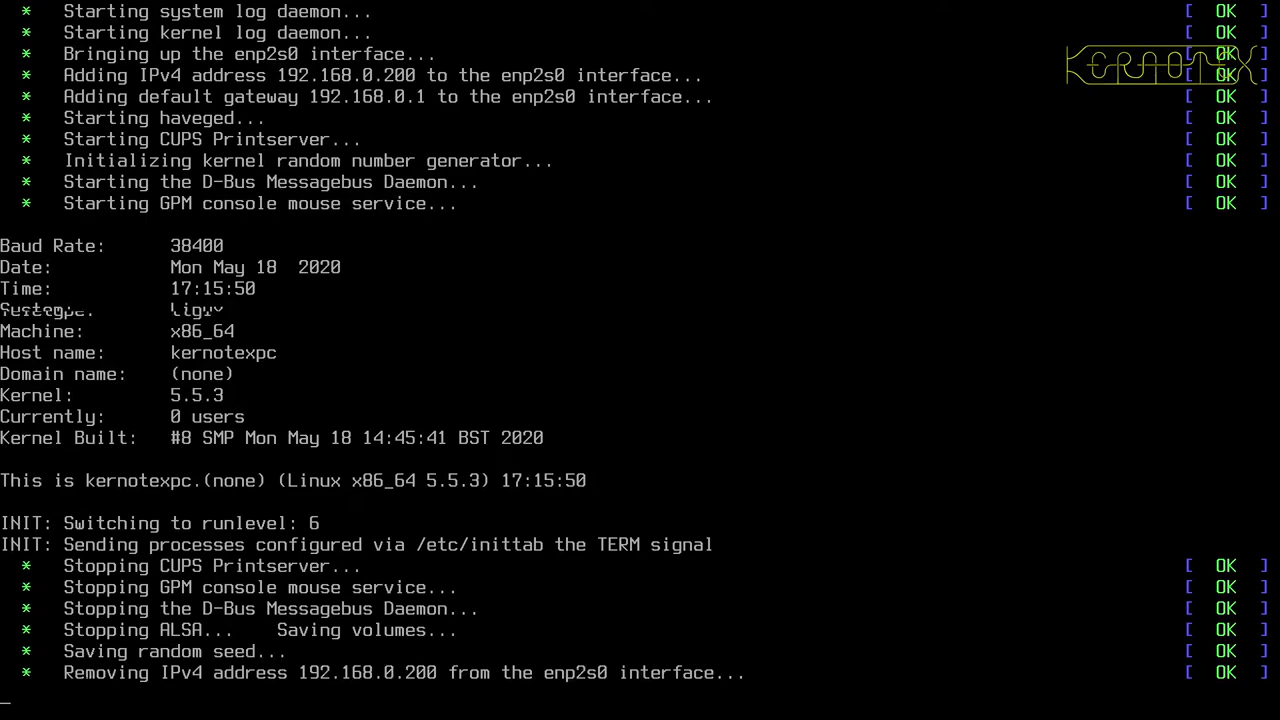 * Starting system log daemon... [ OK ]
* Starting kernel log daemon... [ OK ]
* Bringing up the enp2s0 interface... [ OK ]
* Adding IPv4 address 192.168.0.200 to the enp2s0 interface... [ OK ]
KERNOTEX
* Adding default gateway 192.168.0.1 to the enp2s0 interface... [ OK ]
* Starting haveged... [ OK ]
* Starting CUPS Printserver... [ OK ]
* Initializing kernel random number generator... [ OK ]
* Starting the D-Bus Messagebus Daemon... [ OK ]
* Starting GPM console mouse service... [ OK ]
Baud Rate: 38400
Date: Mon May 18 2020
Time: 17:15:50
Machine: x86_64
Host name: kernotexpc
Domain name: (none)
Kernel: 5.5.3
Currently: 0 users
Kernel Built: #8 SMP Mon May 18 14:45:41 BST 2020
This is kernotexpc.(none) (Linux x86_64 5.5.3) 17:15:50
INIT: Switching to runlevel: 6
INIT: Sending processes configured via /etc/inittab the TERM signal
* Stopping CUPS Printserver... [ OK ]
* Stopping GPM console mouse service... [ OK ]
* Stopping the D-Bus Messagebus Daemon... [ OK ]
* Stopping ALSA... Saving volumes... [ OK ]
* Saving random seed... [ OK ]
* Removing IPv4 address 192.168.0.200 from the enp2s0 interface... [ OK ]
_